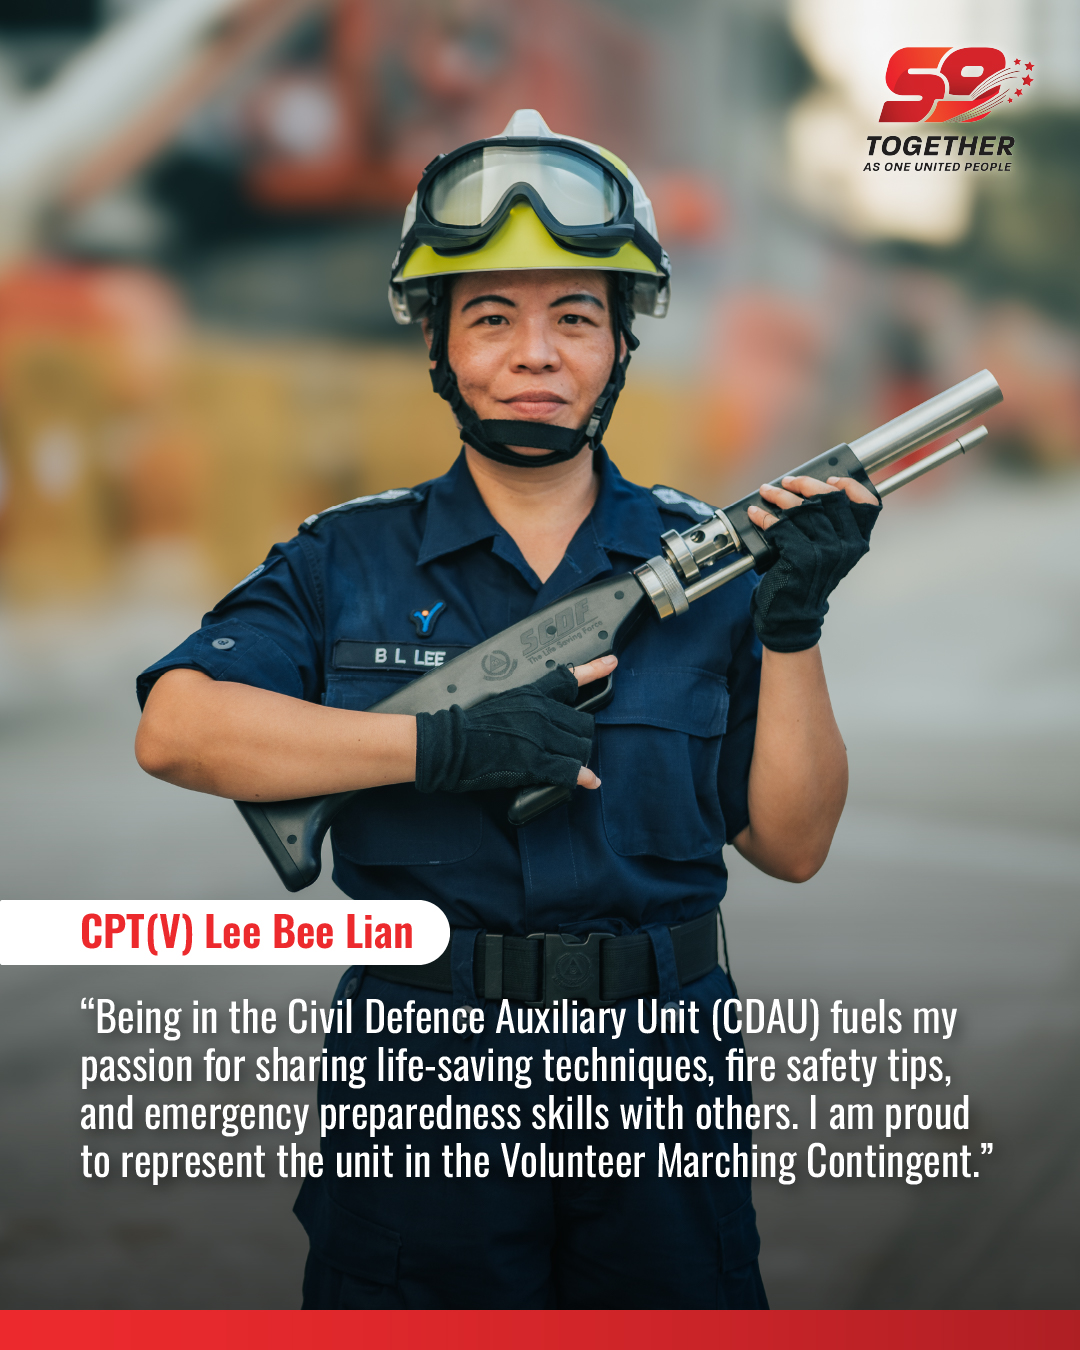 59
TOGETHER
AS ONE UNITED PEOPLE
B L LEE
SCDF
The Life Saving Force
CPT(V) Lee Bee Lian
“Being in the Civil Defence Auxiliary Unit (CDAU) fuels my
passion for sharing life-saving techniques, fire safety tips,
and emergency preparedness skills with others. I am proud
to represent the unit in the Volunteer Marching Contingent.”